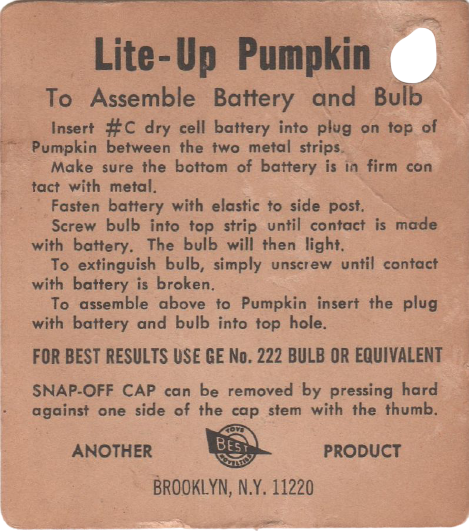 Lite-Up Pumpkin
To Assemble Battery and Bulb
Insert #C dry cell battery into plug on top of
Pumpkin between the two metal strips.
Make sure the bottom of battery is in firm con
tact with metal.
Fasten battery with elastic to side post.
Screw bulb into top strip until contact is made
with battery. The bulb will then light.
To extinguish bulb, simply unscrew until contact
with battery is broken.
To assemble above to Pumpkin insert the plug
with battery and bulb into top hole.
FOR BEST RESULTS USE GE No. 222 BULB OR EQUIVALENT
SNAP-OFF CAP can be removed by pressing hard
against one side of the cap stem with the thumb.
ANOTHER TOYS BEST NOVELTIES PRODUCT
BROOKLYN, N.Y. 11220